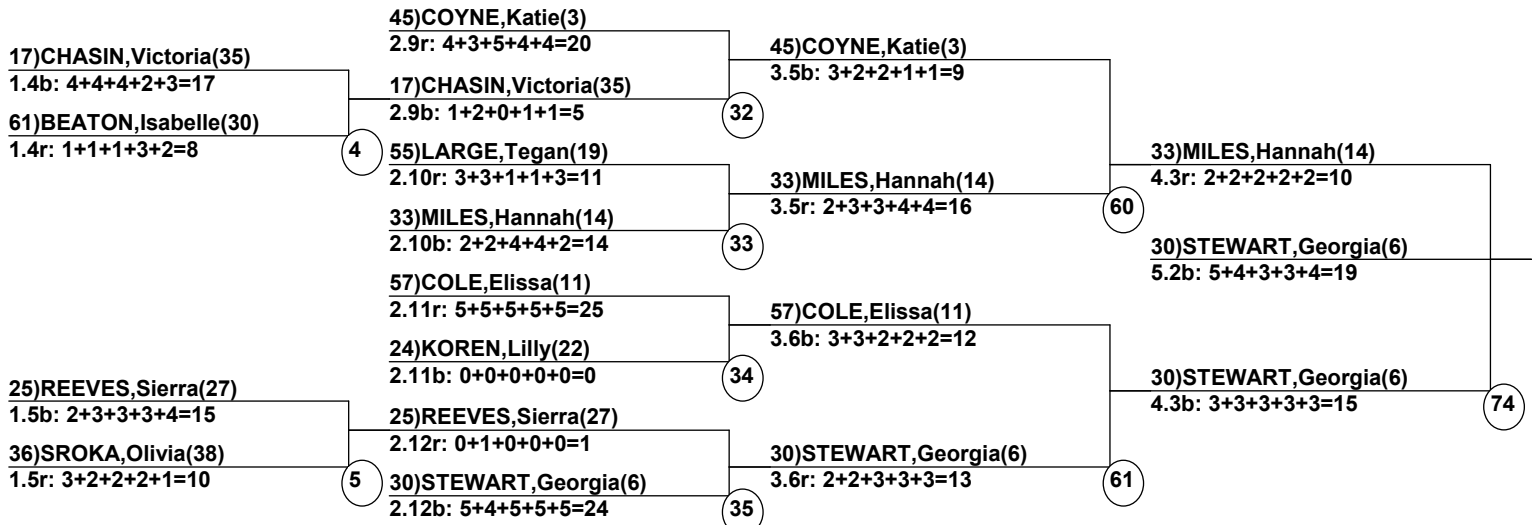 17)CHASIN,Victoria(35)
1.4b: 4+4+4+2+3=17
61)BEATON,Isabelle(30)
1.4r: 1+1+1+3+2=8
4
25)REEVES,Sierra(27)
1.5b: 2+3+3+3+4=15
36)SROKA,Olivia(38)
1.5r: 3+2+2+2+1=10
5
45)COYNE,Katie(3)
2.9r: 4+3+5+4+4=20
17)CHASIN,Victoria(35)
2.9b: 1+2+0+1+1=5
32
55)LARGE,Tegan(19)
2.10r: 3+3+1+1+3=11
33)MILES,Hannah(14)
2.10b: 2+2+4+4+2=14
33
57)COLE,Elissa(11)
2.11r: 5+5+5+5+5=25
24)KOREN,Lilly(22)
2.11b: 0+0+0+0+0=0
34
25)REEVES,Sierra(27)
2.12r: 0+1+0+0+0=1
30)STEWART,Georgia(6)
2.12b: 5+4+5+5+5=24
35
45)COYNE,Katie(3)
3.5b: 3+2+2+1+1=9
33)MILES,Hannah(14)
3.5r: 2+3+3+4+4=16
60
57)COLE,Elissa(11)
3.6b: 3+3+2+2+2=12
30)STEWART,Georgia(6)
3.6r: 2+2+3+3+3=13
61
33)MILES,Hannah(14)
4.3r: 2+2+2+2+2=10
30)STEWART,Georgia(6)
5.2b: 5+4+3+3+4=19
30)STEWART,Georgia(6)
4.3b: 3+3+3+3+3=15
74